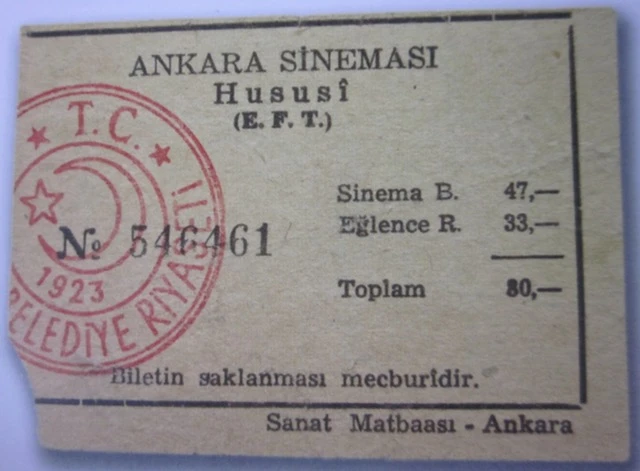 ANKARA SİNEMASI
Hususî
(E. F. T.)
T.C.
1923
BELEDİYE RİYASETİ
Sinema B. 47,—
Eğlence R. 33,—
№ 546461
Toplam 80,—
Biletin saklanması mecburîdir.
Sanat Matbaası - Ankara